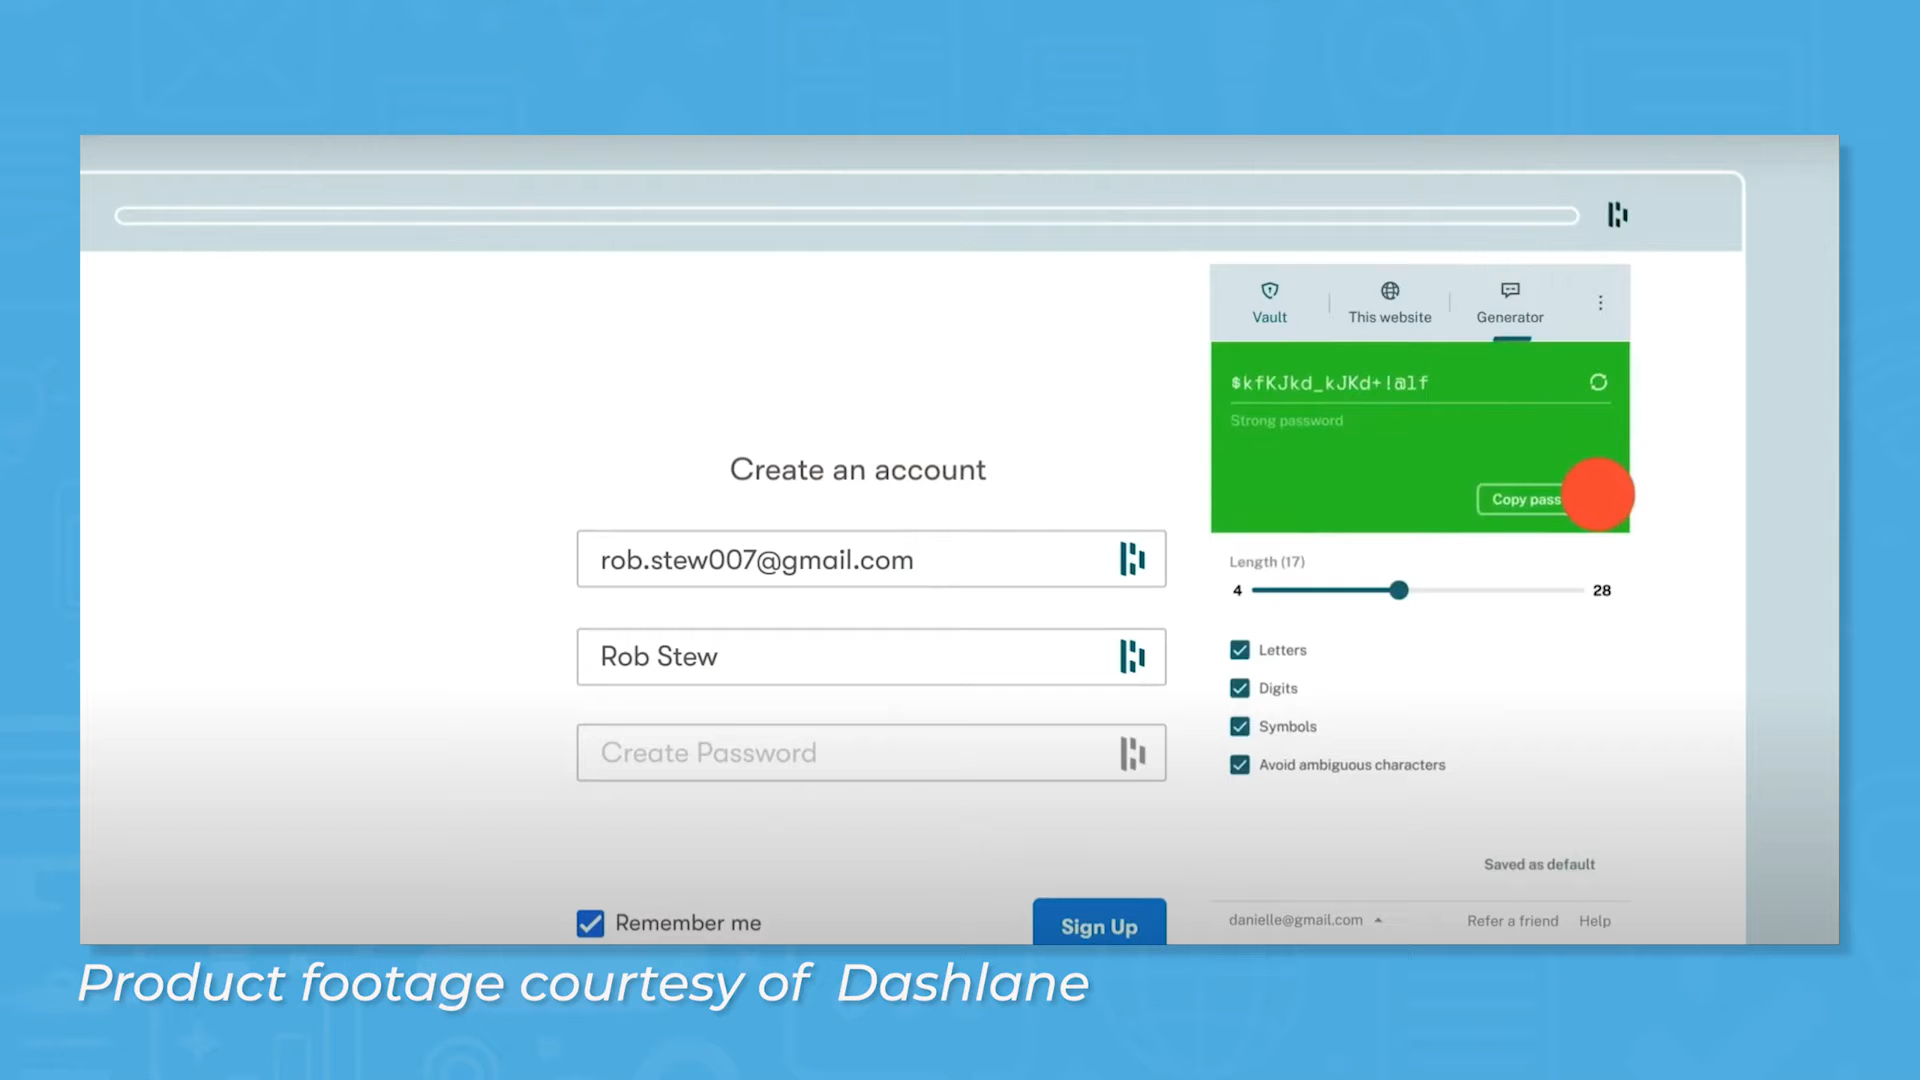 Vault
This website
Generator
$kfKJkd_kJKd+!@lf
Strong password
Copy pass
Create an account
rob.stew007@gmail.com
Rob Stew
Create Password
Remember me
Sign Up
Length (17)
4
28
Letters
Digits
Symbols
Avoid ambiguous characters
Saved as default
danielle@gmail.com
Refer a friend
Help
Product footage courtesy of Dashlane